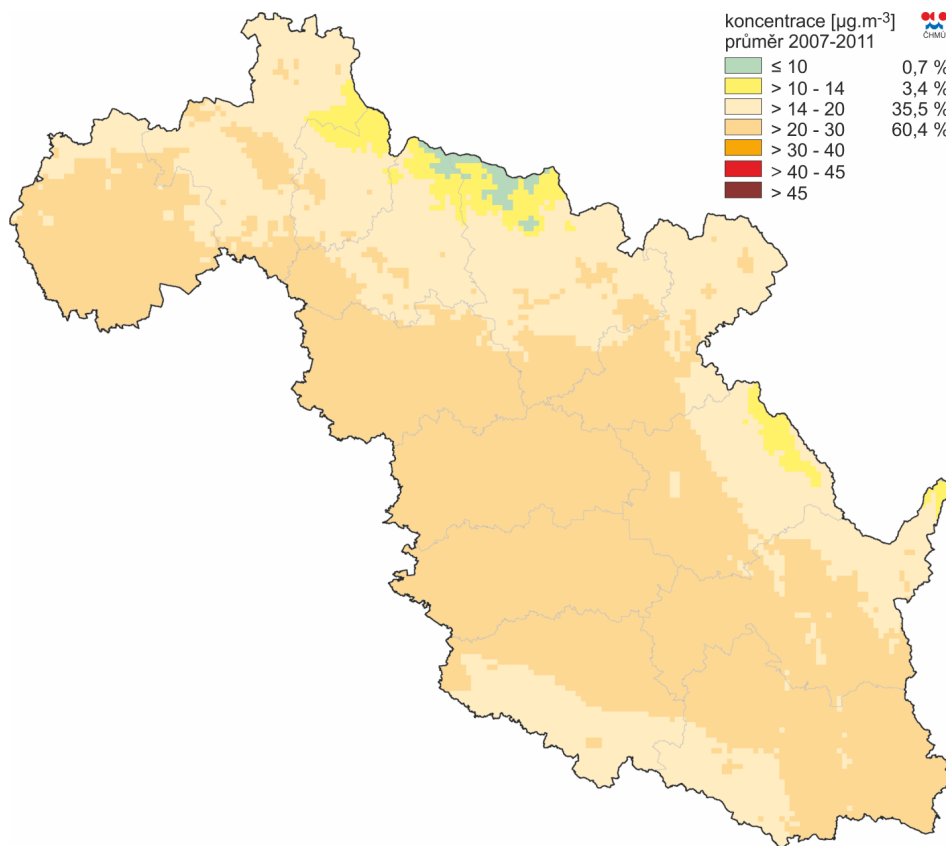 koncentrace [µg.m-3]
průměr 2007-2011
ČHMÚ
≤ 10 0,7 %
> 10 - 14 3,4 %
> 14 - 20 35,5 %
> 20 - 30 60,4 %
> 30 - 40
> 40 - 45
> 45